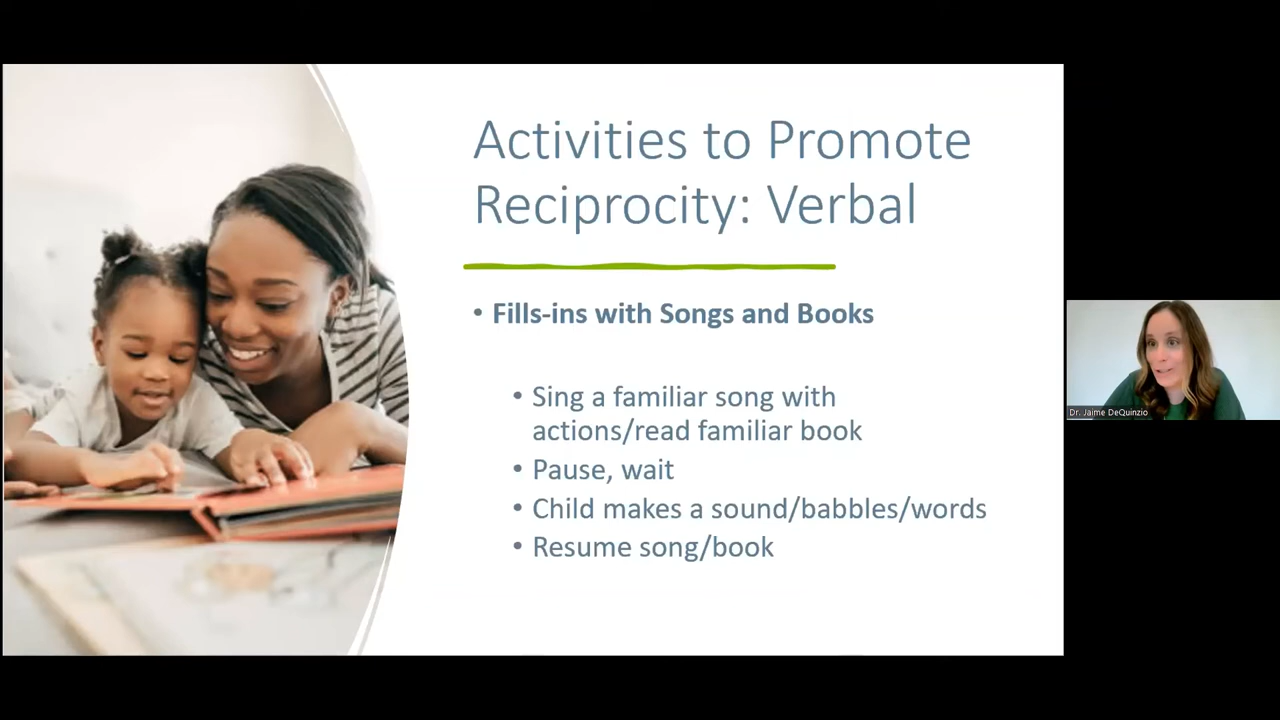 Activities to Promote
Reciprocity: Verbal
• Fills-ins with Songs and Books
• Sing a familiar song with
actions/read familiar book
• Pause, wait
• Child makes a sound/babbles/words
• Resume song/book
Dr. Jaime DeQuinzio